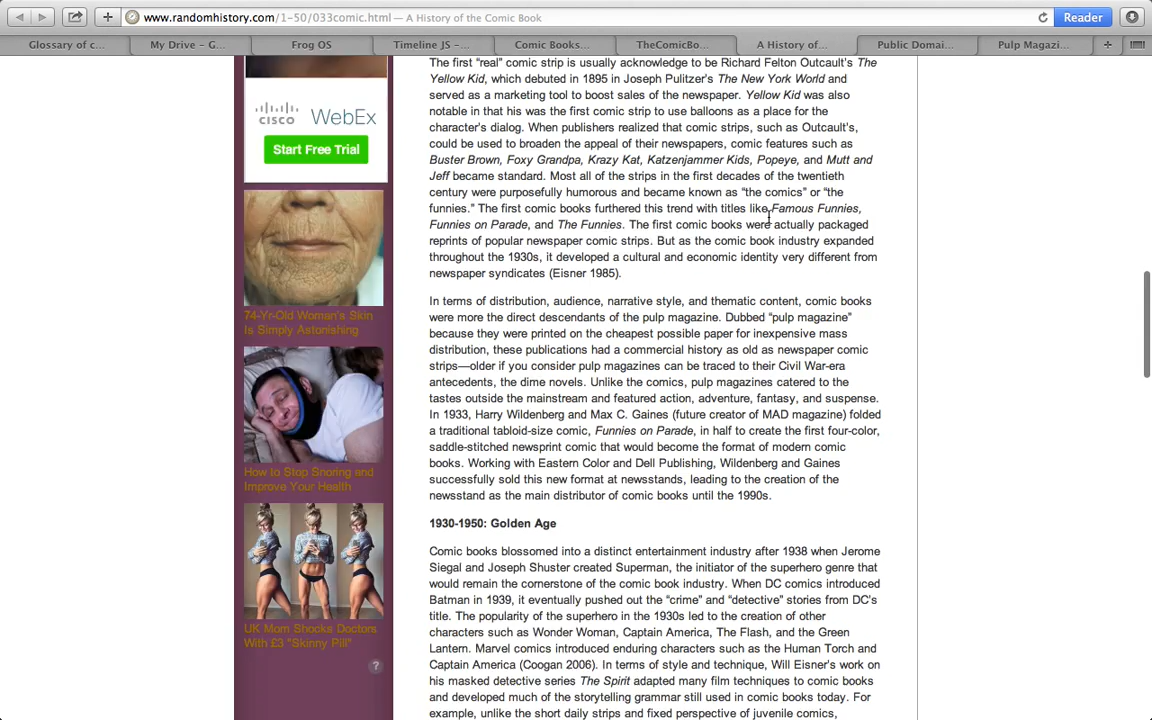 www.randomhistory.com/1-50/033comic.html — A History of the Comic Book
Reader
Glossary of c...
My Drive – G...
Frog OS
Timeline JS –...
Comic Books...
TheComicBo...
A History of...
Public Domai...
Pulp Magazi...
The first “real” comic strip is usually acknowledge to be Richard Felton Outcault’s The
Yellow Kid, which debuted in 1895 in Joseph Pulitzer’s The New York World and
served as a marketing tool to boost sales of the newspaper. Yellow Kid was also
notable in that his was the first comic strip to use balloons as a place for the
character’s dialog. When publishers realized that comic strips, such as Outcault’s,
could be used to broaden the appeal of their newspapers, comic features such as
Buster Brown, Foxy Grandpa, Krazy Kat, Katzenjammer Kids, Popeye, and Mutt and
Jeff became standard. Most all of the strips in the first decades of the twentieth
century were purposefully humorous and became known as “the comics” or “the
funnies.” The first comic books furthered this trend with titles like Famous Funnies,
Funnies on Parade, and The Funnies. The first comic books were actually packaged
reprints of popular newspaper comic strips. But as the comic book industry expanded
throughout the 1930s, it developed a cultural and economic identity very different from
newspaper syndicates (Eisner 1985).
In terms of distribution, audience, narrative style, and thematic content, comic books
were more the direct descendants of the pulp magazine. Dubbed “pulp magazine”
because they were printed on the cheapest possible paper for inexpensive mass
distribution, these publications had a commercial history as old as newspaper comic
strips—older if you consider pulp magazines can be traced to their Civil War-era
antecedents, the dime novels. Unlike the comics, pulp magazines catered to the
tastes outside the mainstream and featured action, adventure, fantasy, and suspense.
In 1933, Harry Wildenberg and Max C. Gaines (future creator of MAD magazine) folded
a traditional tabloid-size comic, Funnies on Parade, in half to create the first four-color,
saddle-stitched newsprint comic that would become the format of modern comic
books. Working with Eastern Color and Dell Publishing, Wildenberg and Gaines
successfully sold this new format at newsstands, leading to the creation of the
newsstand as the main distributor of comic books until the 1990s.
1930-1950: Golden Age
Comic books blossomed into a distinct entertainment industry after 1938 when Jerome
Siegal and Joseph Shuster created Superman, the initiator of the superhero genre that
would remain the cornerstone of the comic book industry. When DC comics introduced
Batman in 1939, it eventually pushed out the “crime” and “detective” stories from DC’s
title. The popularity of the superhero in the 1930s led to the creation of other
characters such as Wonder Woman, Captain America, The Flash, and the Green
Lantern. Marvel comics introduced enduring characters such as the Human Torch and
Captain America (Coogan 2006). In terms of style and technique, Will Eisner’s work on
his masked detective series The Spirit adapted many film techniques to comic books
and developed much of the storytelling grammar still used in comic books today. For
example, unlike the short daily strips and fixed perspective of juvenile comics,
CISCO WebEx
Start Free Trial
74-Yr-Old Woman's Skin
Is Simply Astonishing
How to Stop Snoring and
Improve Your Health
UK Mom Shocks Doctors
With £3 "Skinny Pill"
?